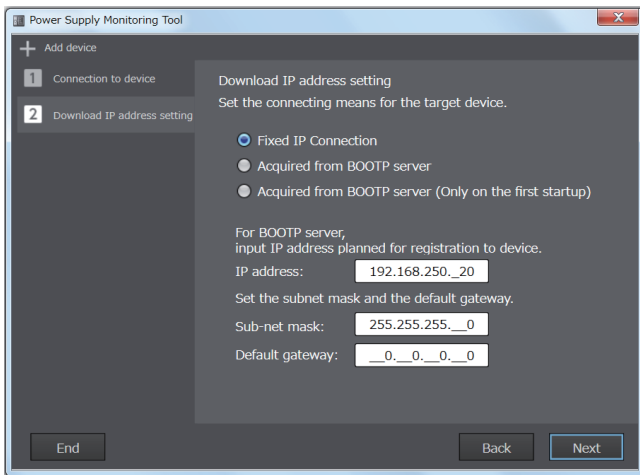 Power Supply Monitoring Tool
Add device
1 Connection to device
2 Download IP address setting
Download IP address setting
Set the connecting means for the target device.
Fixed IP Connection
Acquired from BOOTP server
Acquired from BOOTP server (Only on the first startup)
For BOOTP server,
input IP address planned for registration to device.
IP address: 192.168.250._20
Set the subnet mask and the default gateway.
Sub-net mask: 255.255.255.__0
Default gateway: __0.__0.__0.__0
End
Back
Next